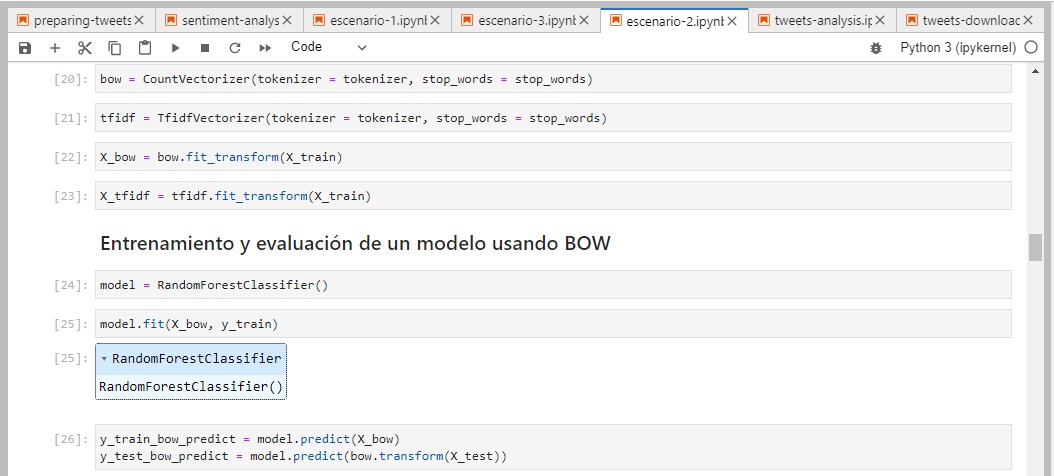 preparing-tweets
sentiment-analys
escenario-1.ipynl
escenario-3.ipynl
escenario-2.ipynl
tweets-analysis.ip
tweets-downloac
Code
Python 3 (ipykernel)
[20]: bow = CountVectorizer(tokenizer = tokenizer, stop_words = stop_words)
[21]: tfidf = TfidfVectorizer(tokenizer = tokenizer, stop_words = stop_words)
[22]: X_bow = bow.fit_transform(X_train)
[23]: X_tfidf = tfidf.fit_transform(X_train)
Entrenamiento y evaluación de un modelo usando BOW
[24]: model = RandomForestClassifier()
[25]: model.fit(X_bow, y_train)
[25]: RandomForestClassifier
RandomForestClassifier()
[26]: y_train_bow_predict = model.predict(X_bow)
y_test_bow_predict = model.predict(bow.transform(X_test))